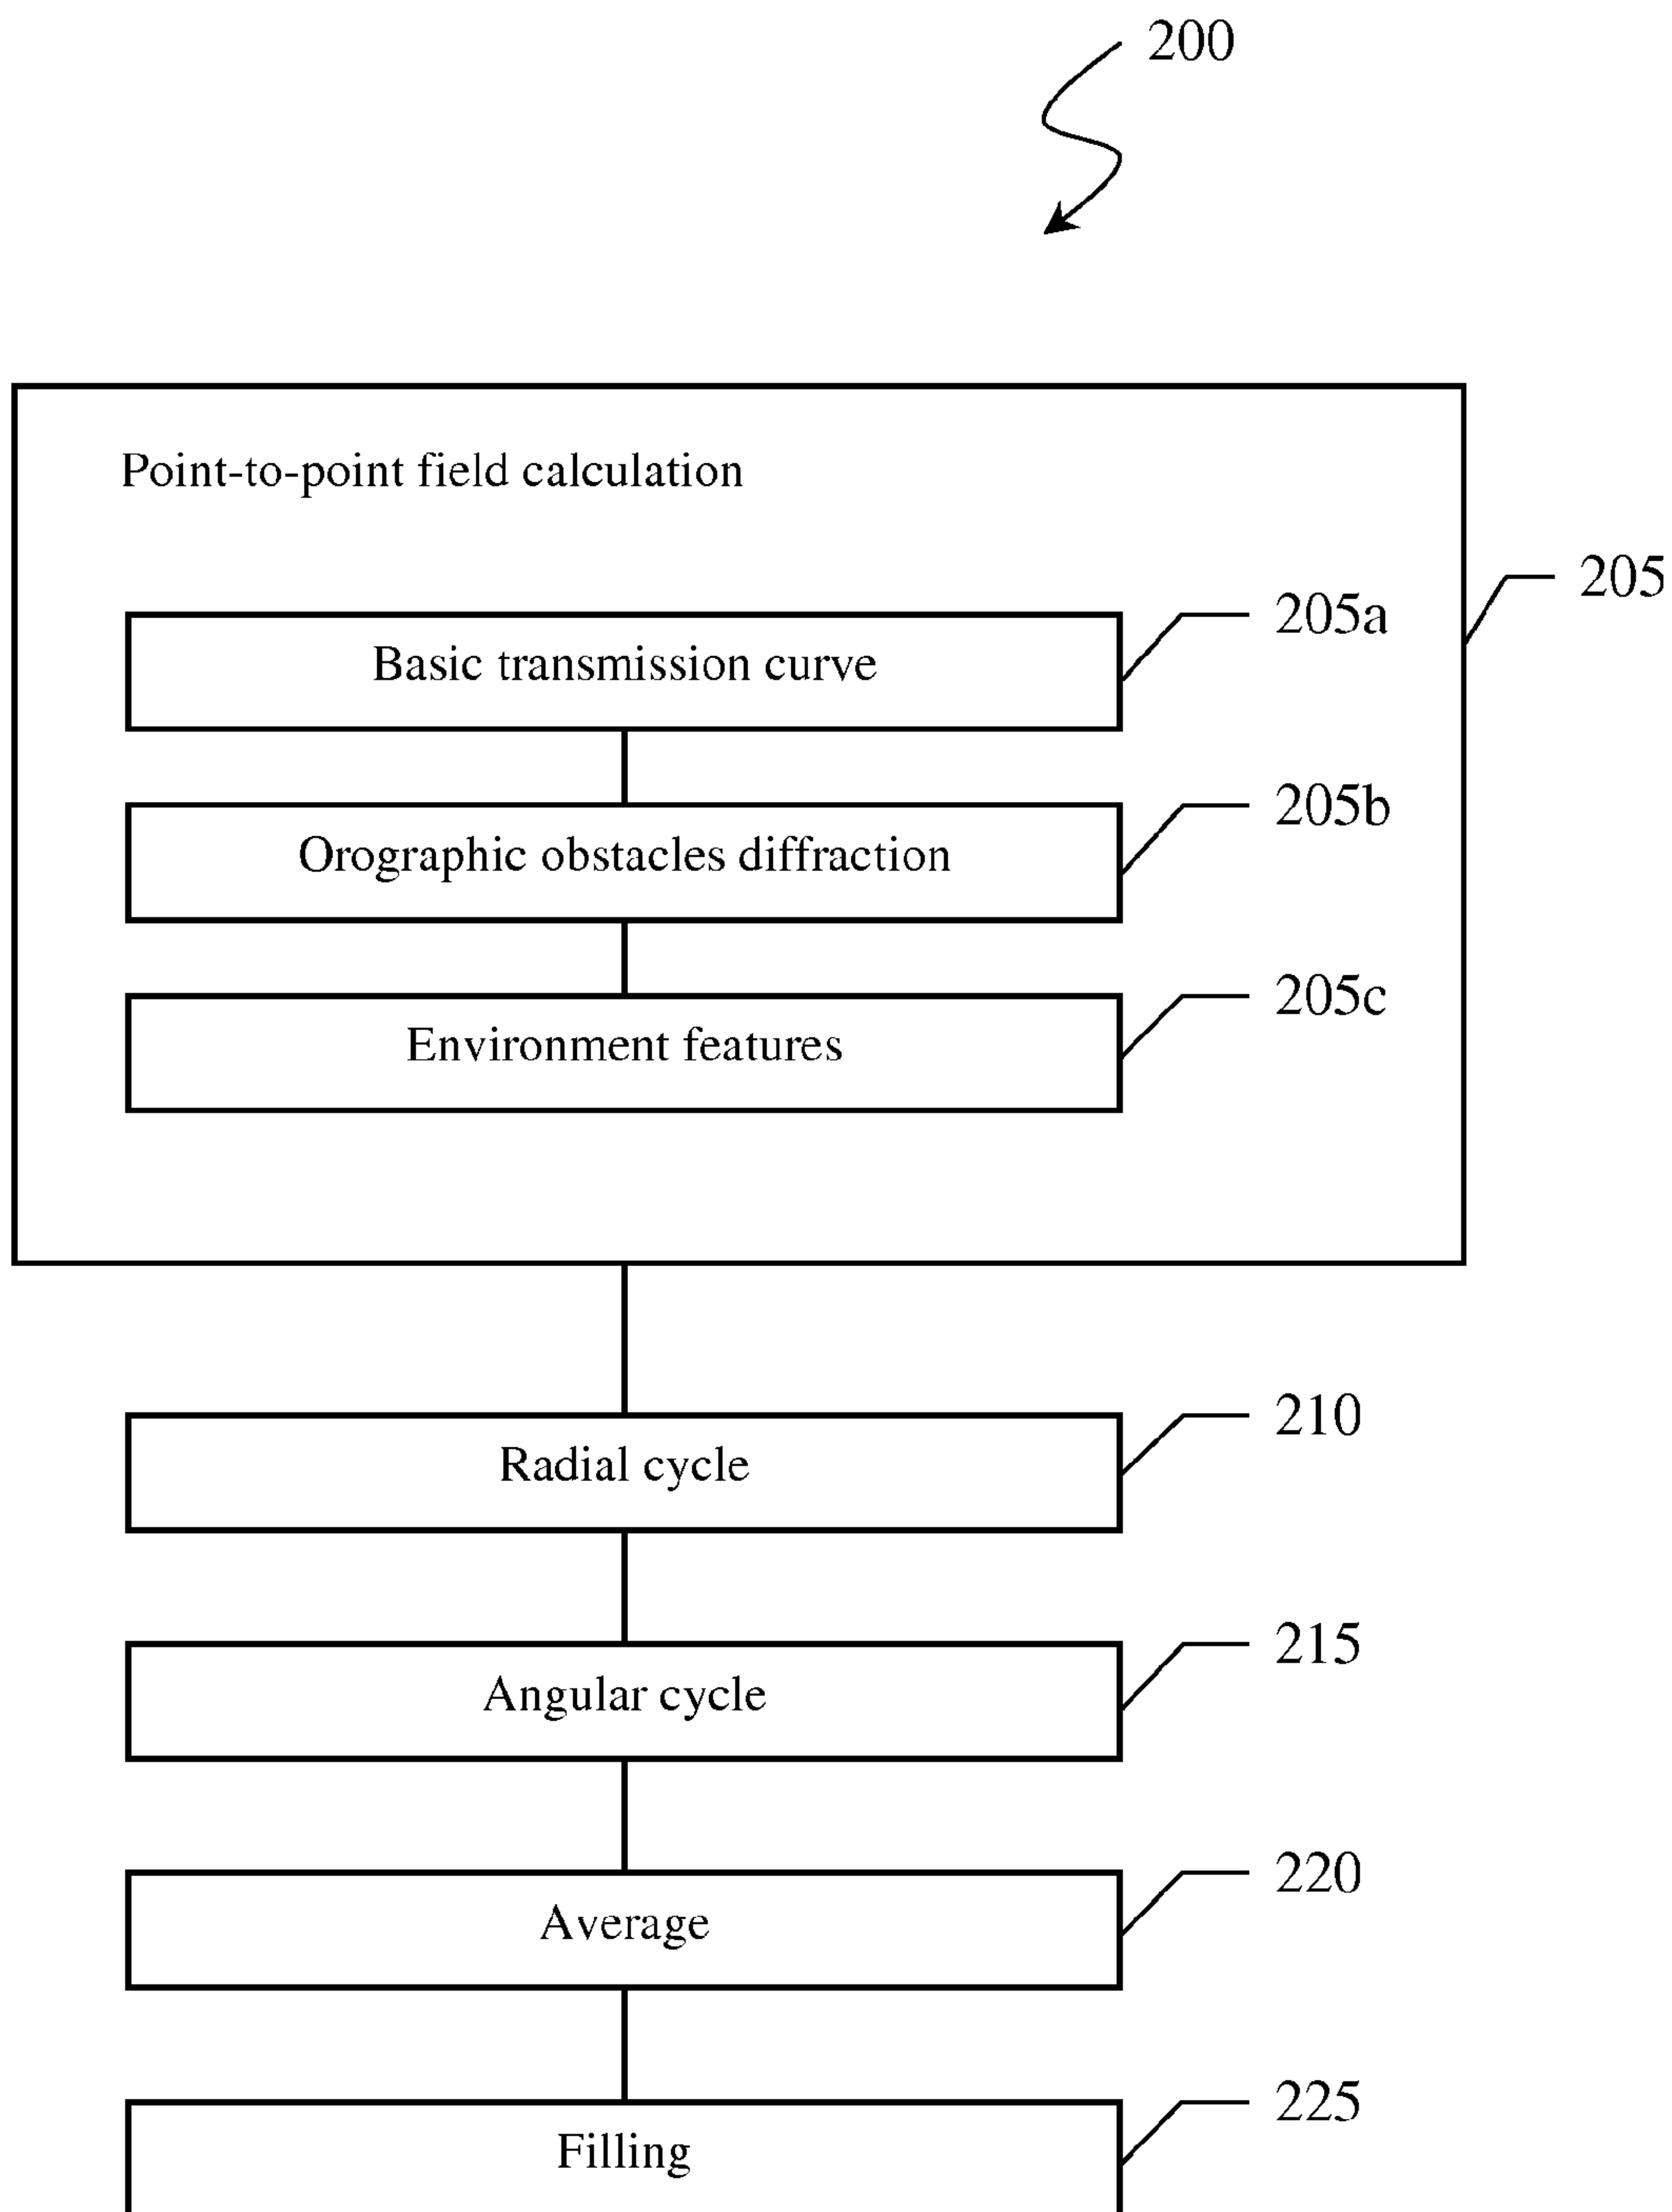 200
Point-to-point field calculation
205
205a
Basic transmission curve
205b
Orographic obstacles diffraction
205c
Environment features
210
Radial cycle
215
Angular cycle
220
Average
225
Filling